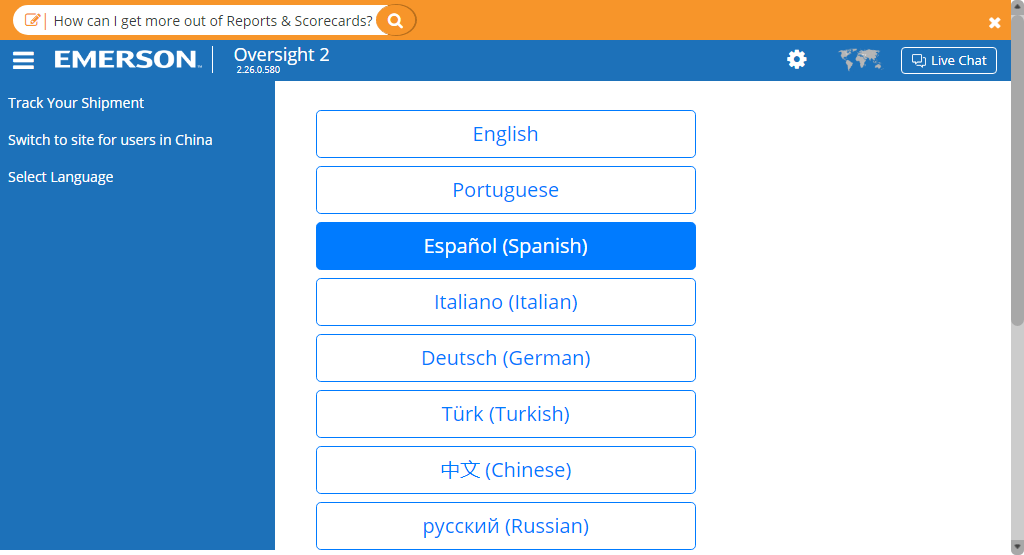 How can I get more out of Reports & Scorecards?
EMERSON™
Oversight 2
2.26.0.580
Live Chat
Track Your Shipment
Switch to site for users in China
Select Language
English
Portuguese
Español (Spanish)
Italiano (Italian)
Deutsch (German)
Türk (Turkish)
中文 (Chinese)
русский (Russian)